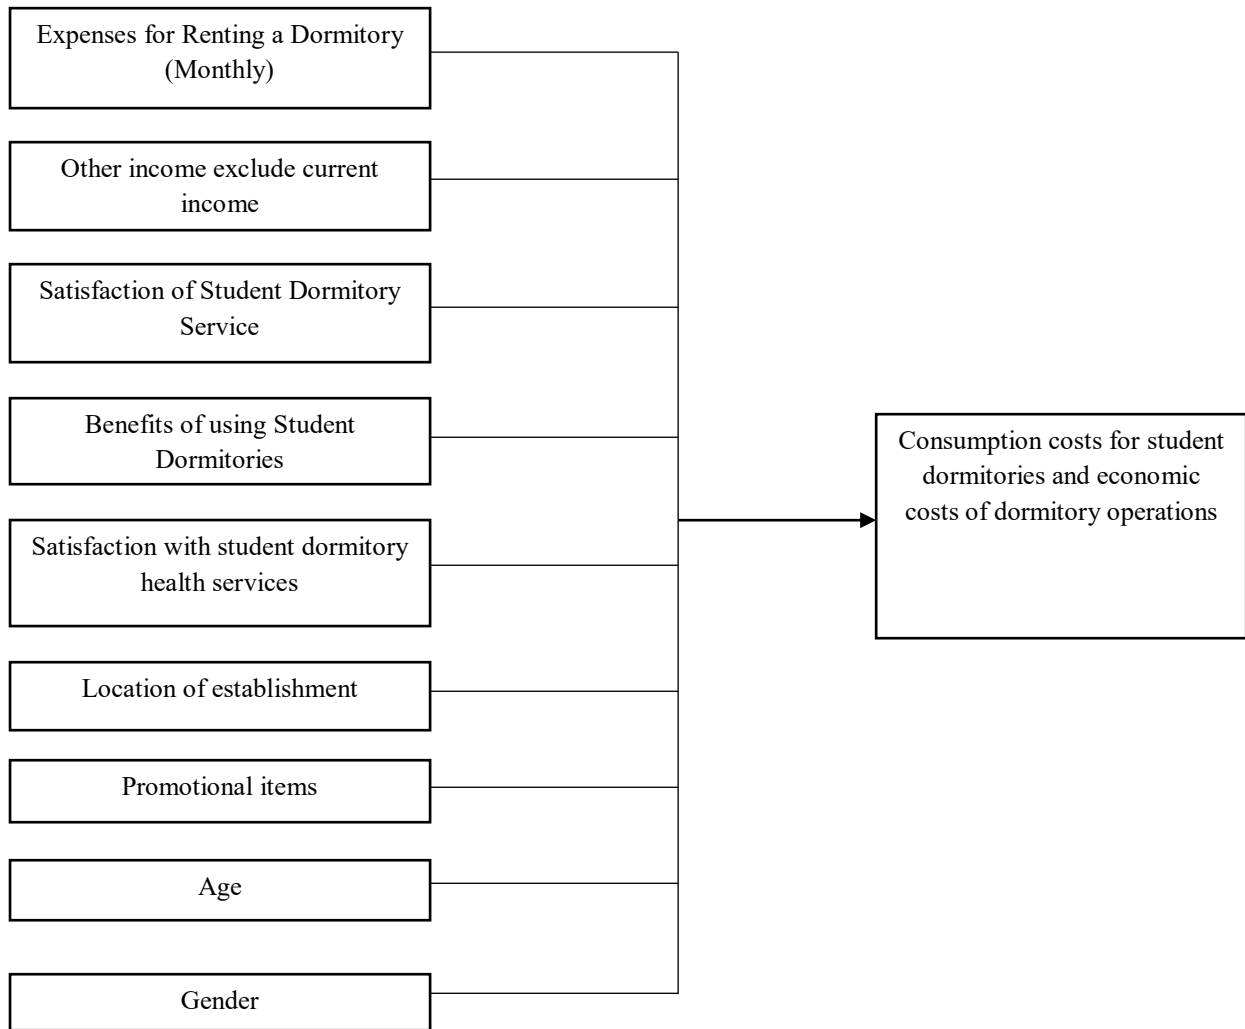 Expenses for Renting a Dormitory
(Monthly)
Other income exclude current
income
Satisfaction of Student Dormitory
Service
Benefits of using Student
Dormitories
Satisfaction with student dormitory
health services
Location of establishment
Promotional items
Age
Gender
Consumption costs for student
dormitories and economic
costs of dormitory operations